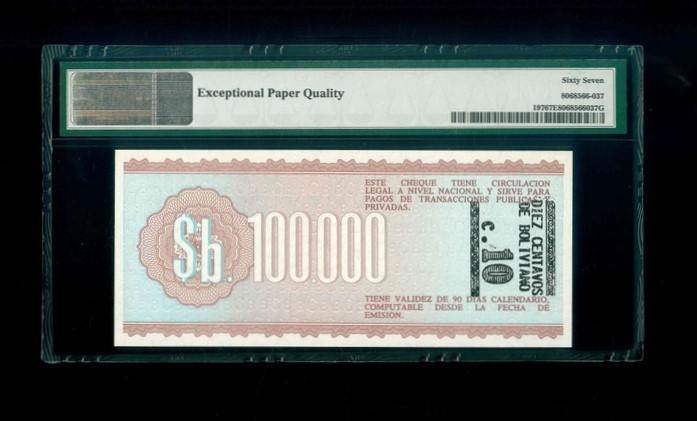 Exceptional Paper Quality
Sixty Seven
8068566-037
19767E8068566037G
ESTE CHEQUE TIENE CIRCULACION
LEGAL A NIVEL NACIONAL Y SIRVE PARA
PAGOS DE TRANSACCIONES PUBLICAS Y
PRIVADAS.
$b.100.000
DIEZ CENTAVOS
DE BOLIVIANO
c.10
TIENE VALIDEZ DE 90 DIAS CALENDARIO,
COMPUTABLE DESDE LA FECHA DE
EMISION.